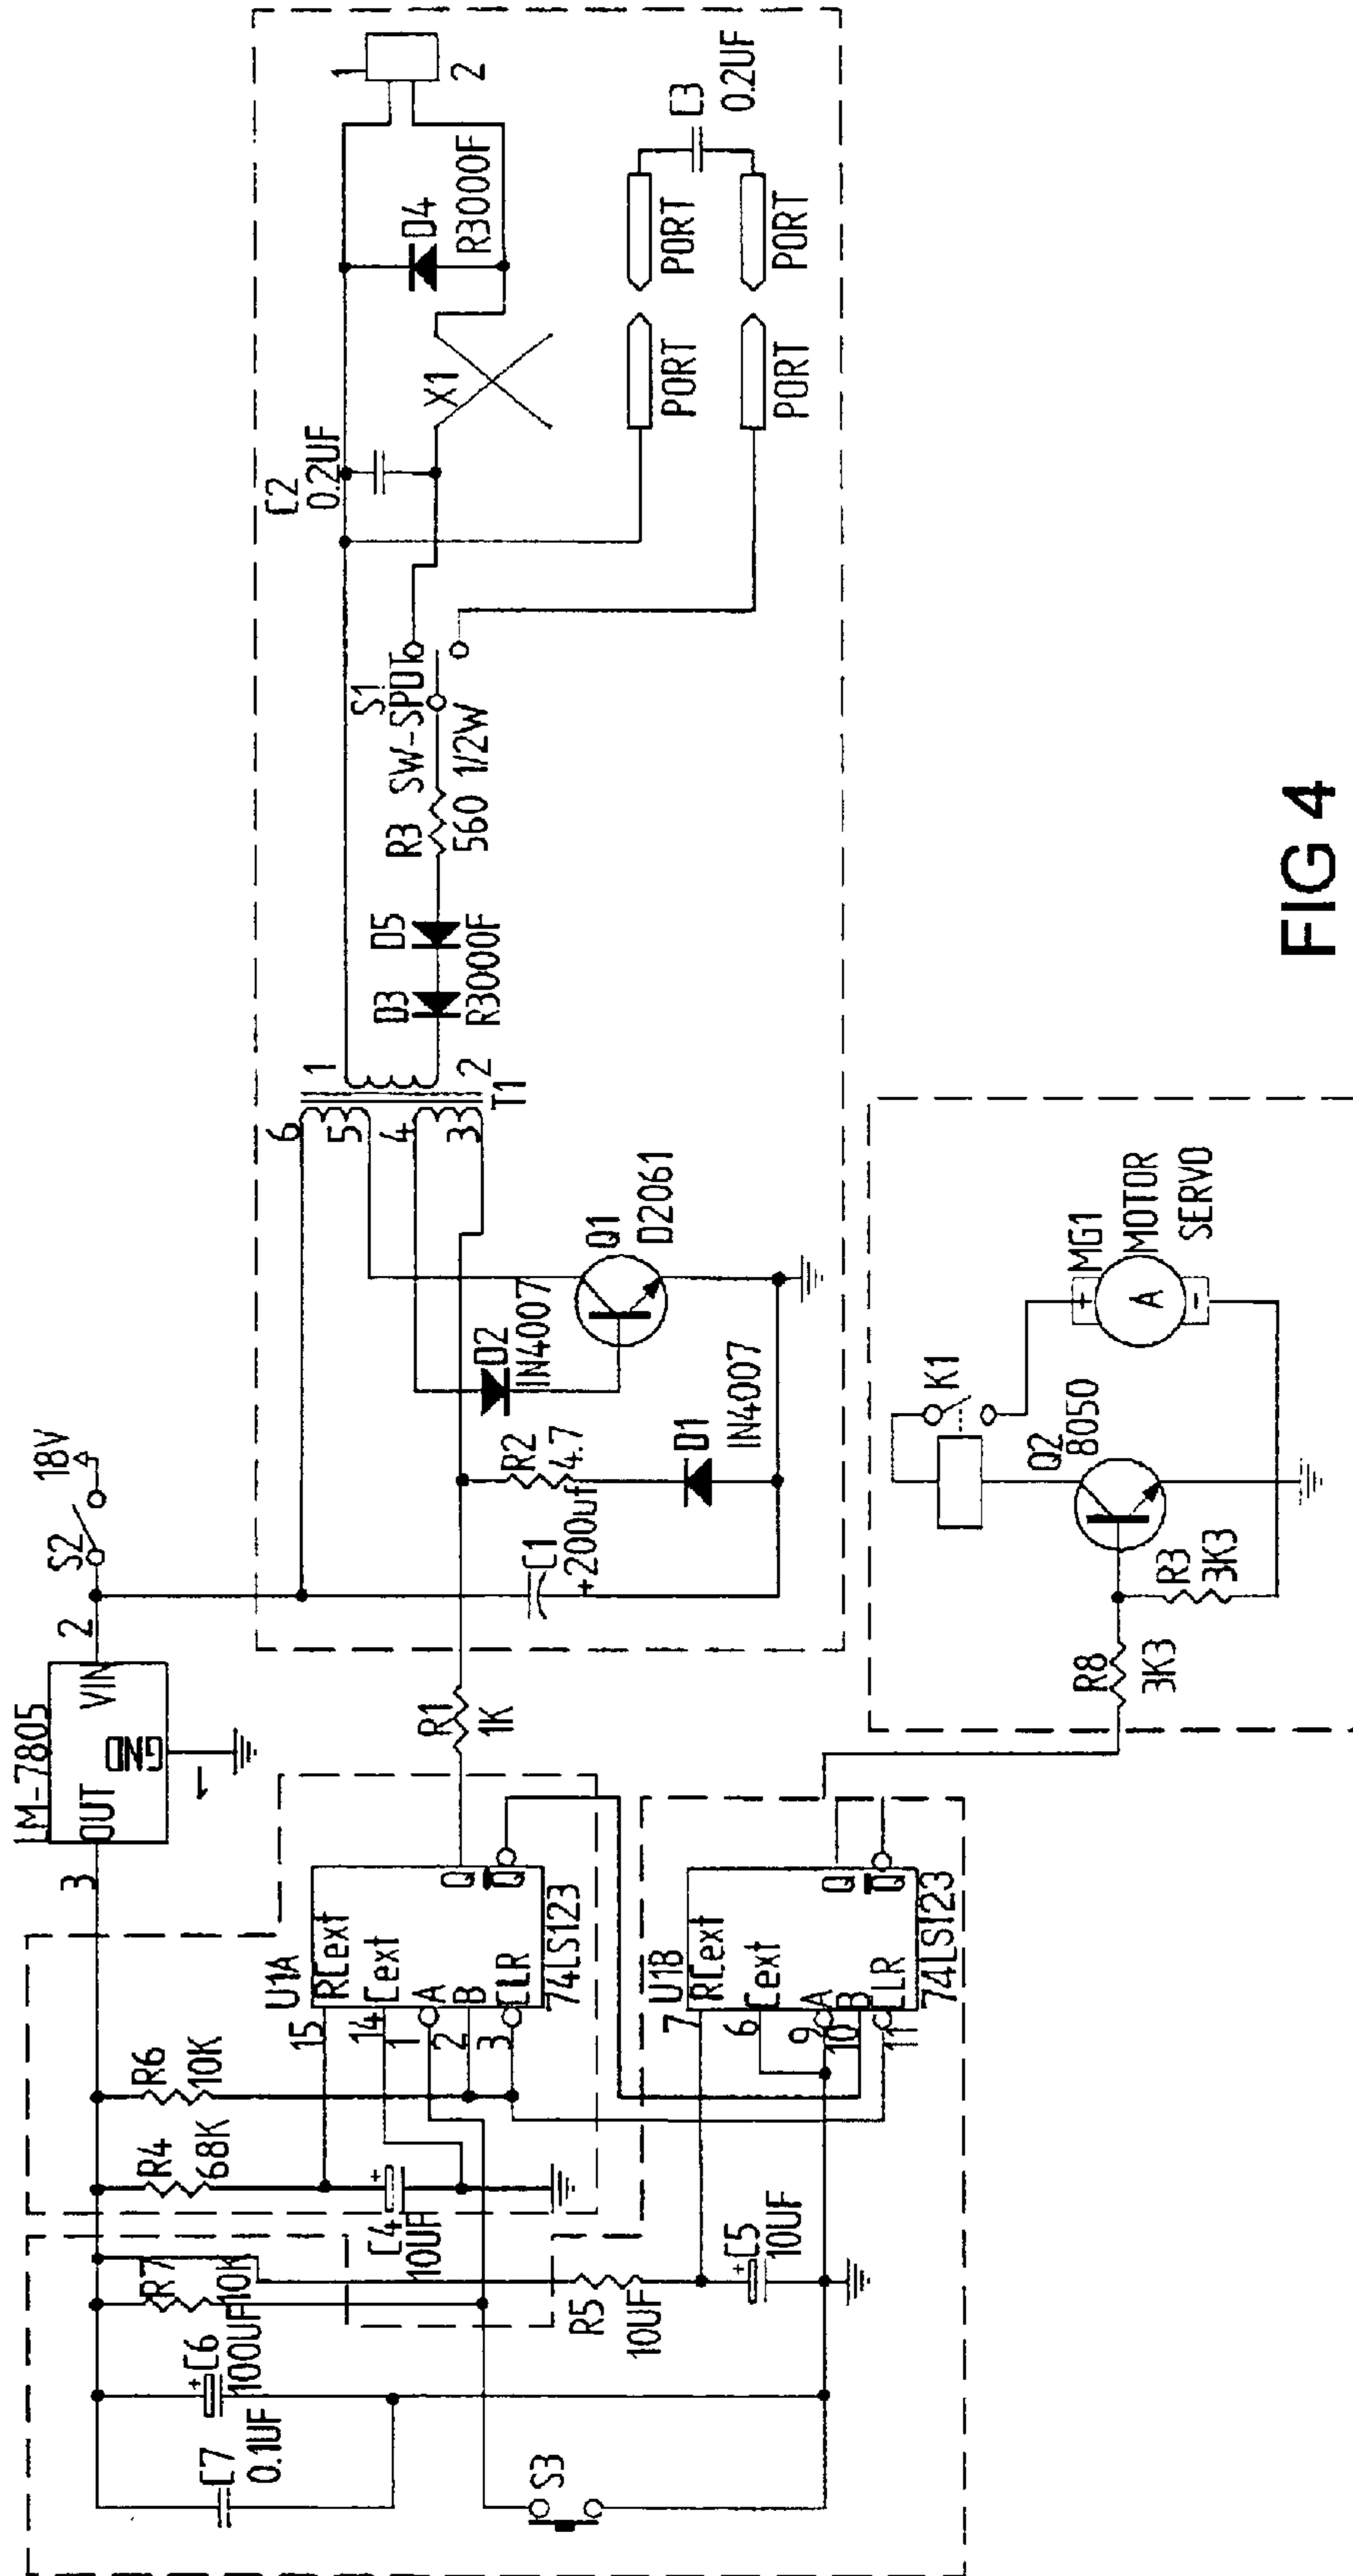 LM-7805
OUT
VIN
GND
1
3
2
S2
18V
C7
0.1UF
C6
100UF
R7
10K
R4
68K
R6
10K
C4
10UF
S3
R5
10UF
C5
10UF
U1A
RCext
Cext
A
B
CLR
Q
Q
15
14
1
2
3
74LS123
U1B
RCext
Cext
A
B
CLR
Q
Q
7
6
9
10
11
74LS123
R1
1K
C1
+200uf
R2
4.7
D1
IN4007
D2
IN4007
Q1
D2061
6
5
4
3
1
2
T1
D3
D5
R3000F
R3
560 1/2W
S1
SW-SPDT
C2
0.2UF
X1
D4
R3000F
1
2
PORT
PORT
PORT
PORT
C3
0.2UF
R8
3K3
R3
3K3
Q2
8050
K1
MG1
MOTOR
SERVO
+
A
-
FIG 4